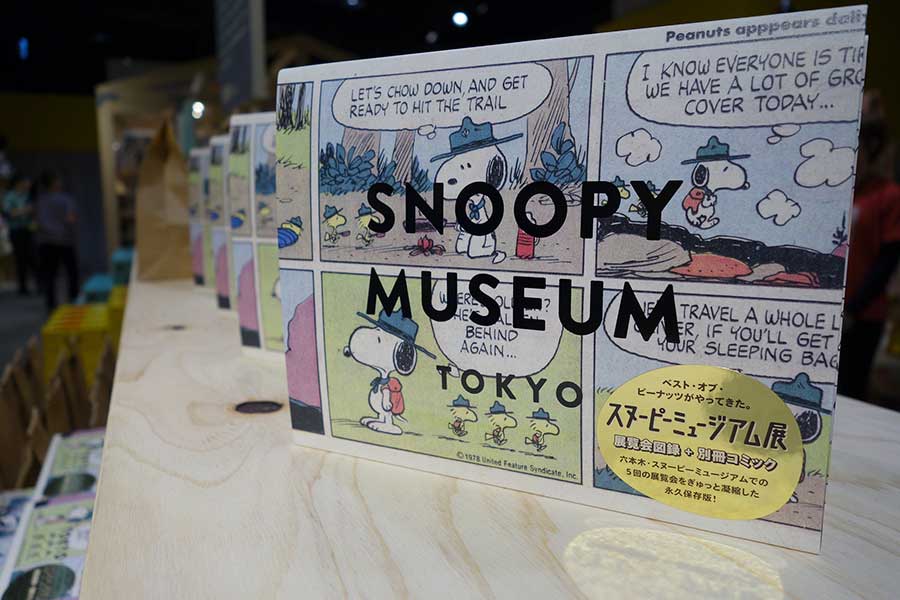 Peanuts apppears daily
LET'S CHOW DOWN, AND GET
READY TO HIT THE TRAIL
I KNOW EVERYONE IS
WE HAVE A LOT OF
COVER TODAY...
SNOOPY
MUSEUM
TOKYO
BEHIND
AGAIN...
TRAVEL A WHOLE
IF YOU'LL GET
YOUR SLEEPING
© 1978 United Feature Syndicate, Inc.
ベスト・オブ・
ピーナッツがやってきた。
スヌーピーミュージアム展
展覧会図録 + 別冊コミック
六本木・スヌーピーミュージアムでの
5回の展覧会をぎゅっと凝縮した
永久保存版!